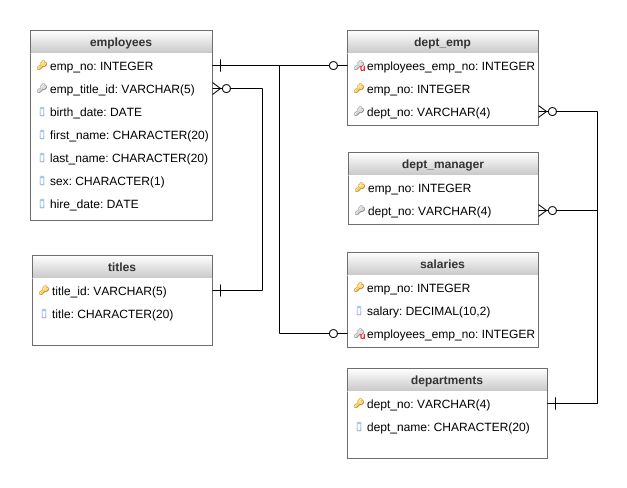 employees
emp_no: INTEGER
emp_title_id: VARCHAR(5)
birth_date: DATE
first_name: CHARACTER(20)
last_name: CHARACTER(20)
sex: CHARACTER(1)
hire_date: DATE
titles
title_id: VARCHAR(5)
title: CHARACTER(20)
dept_emp
employees_emp_no: INTEGER
emp_no: INTEGER
dept_no: VARCHAR(4)
dept_manager
emp_no: INTEGER
dept_no: VARCHAR(4)
salaries
emp_no: INTEGER
salary: DECIMAL(10,2)
employees_emp_no: INTEGER
departments
dept_no: VARCHAR(4)
dept_name: CHARACTER(20)